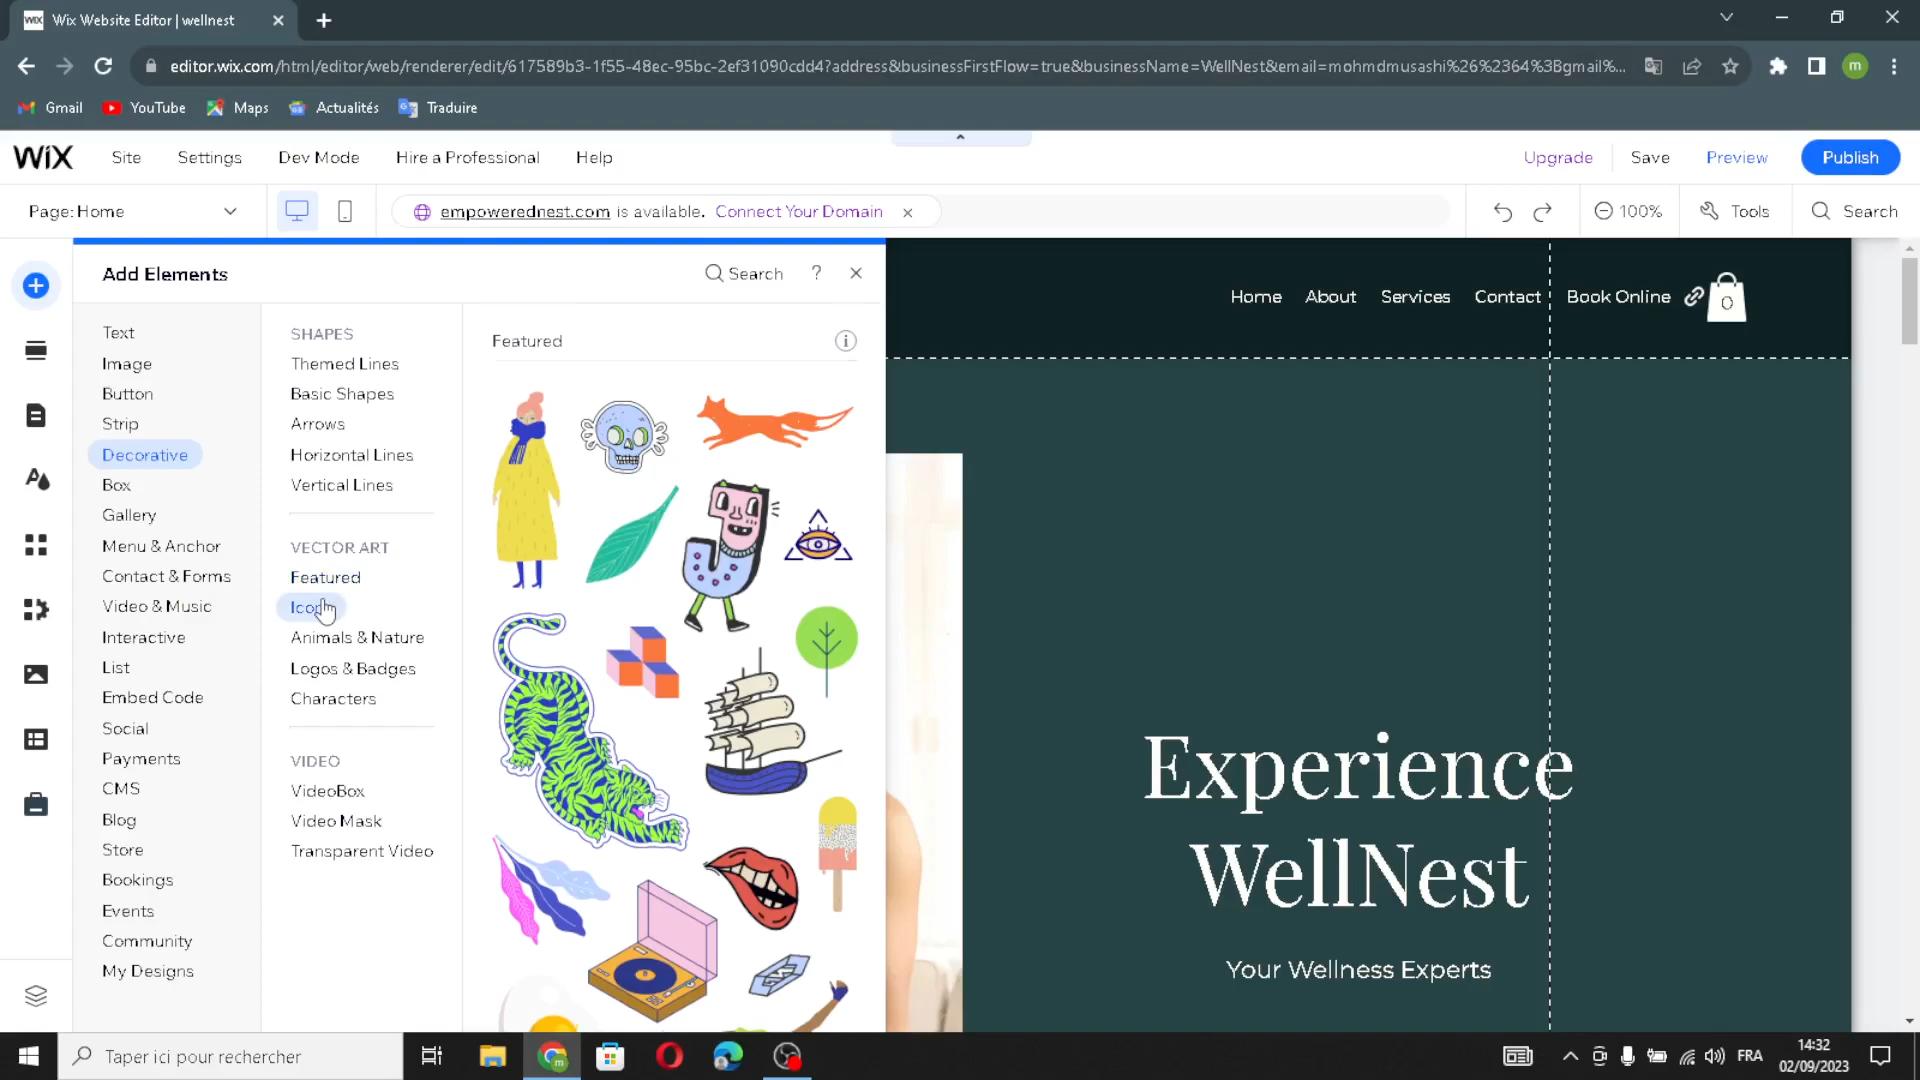 WiX Wix Website Editor | wellnest
editor.wix.com/html/editor/web/renderer/edit/617589b3-1f55-48ec-95bc-2ef31090cdd4?address&businessFirstFlow=true&businessName=WellNest&email=mohmdmusashi%26%2364%3Bgmail%...
m
Gmail YouTube Maps Actualités Traduire
WiX Site Settings Dev Mode Hire a Professional Help Upgrade Save Preview Publish
Page: Home empowerednest.com is available. Connect Your Domain 100% Tools Search
Add Elements Search ?
Text
Image
Button
Strip
Decorative
Box
Gallery
Menu & Anchor
Contact & Forms
Video & Music
Interactive
List
Embed Code
Social
Payments
CMS
Blog
Store
Bookings
Events
Community
My Designs
SHAPES
Themed Lines
Basic Shapes
Arrows
Horizontal Lines
Vertical Lines
VECTOR ART
Featured
Animals & Nature
Logos & Badges
Characters
VIDEO
VideoBox
Video Mask
Transparent Video
Featured
Home About Services Contact Book Online 0
Experience
WellNest
Your Wellness Experts
Taper ici pour rechercher
FRA
14:32
02/09/2023